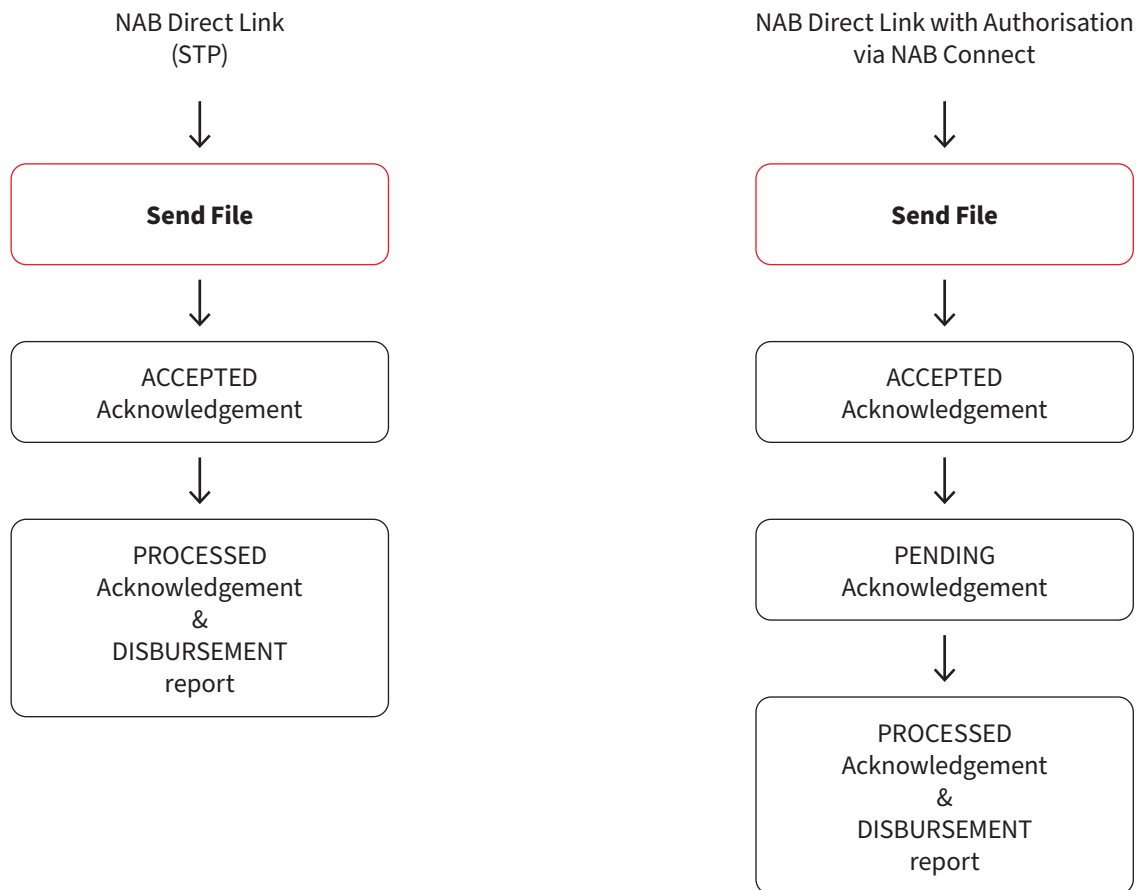 NAB Direct Link
(STP)
Send File
ACCEPTED
Acknowledgement
PROCESSED
Acknowledgement
&
DISBURSEMENT
report
NAB Direct Link with Authorisation
via NAB Connect
Send File
ACCEPTED
Acknowledgement
PENDING
Acknowledgement
PROCESSED
Acknowledgement
&
DISBURSEMENT
report